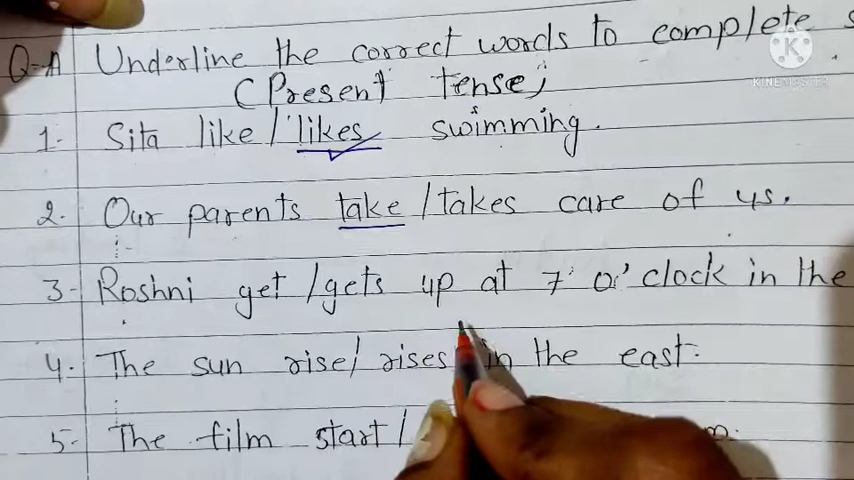 Q-A Underline the correct words to complete
(Present tense)
1. Sita like/likes swimming.
2. Our parents take/takes care of us.
3- Roshni get/gets up at 7 o'clock in the
4. The sun rise/rises in the east.
5- The film start/
KINEMASTER